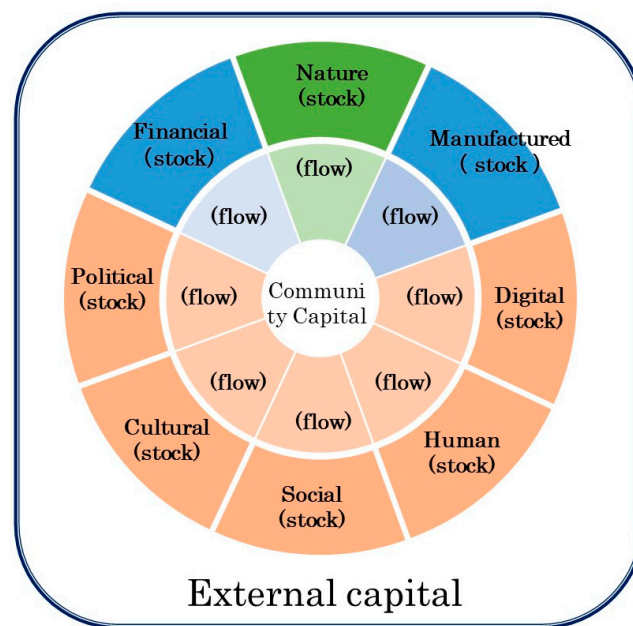 Nature
(stock)
Manufactured
( stock )
Digital
(stock)
Human
(stock)
Social
(stock)
Cultural
(stock)
Political
(stock)
Financial
(stock)
(flow)
(flow)
(flow)
(flow)
(flow)
(flow)
(flow)
(flow)
Communi
ty Capital
External capital